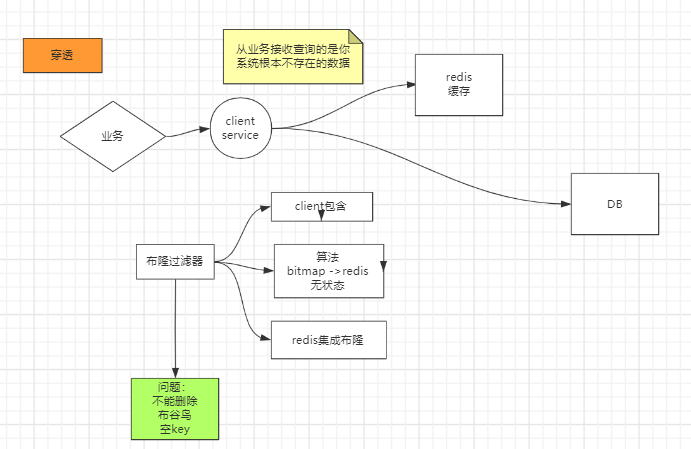 穿透
从业务接收查询的是你
系统根本不存在的数据
redis
缓存
业务
client
service
DB
client包含
布隆过滤器
算法
bitmap ->redis
无状态
redis集成布隆
问题：
不能删除
布谷鸟
空key